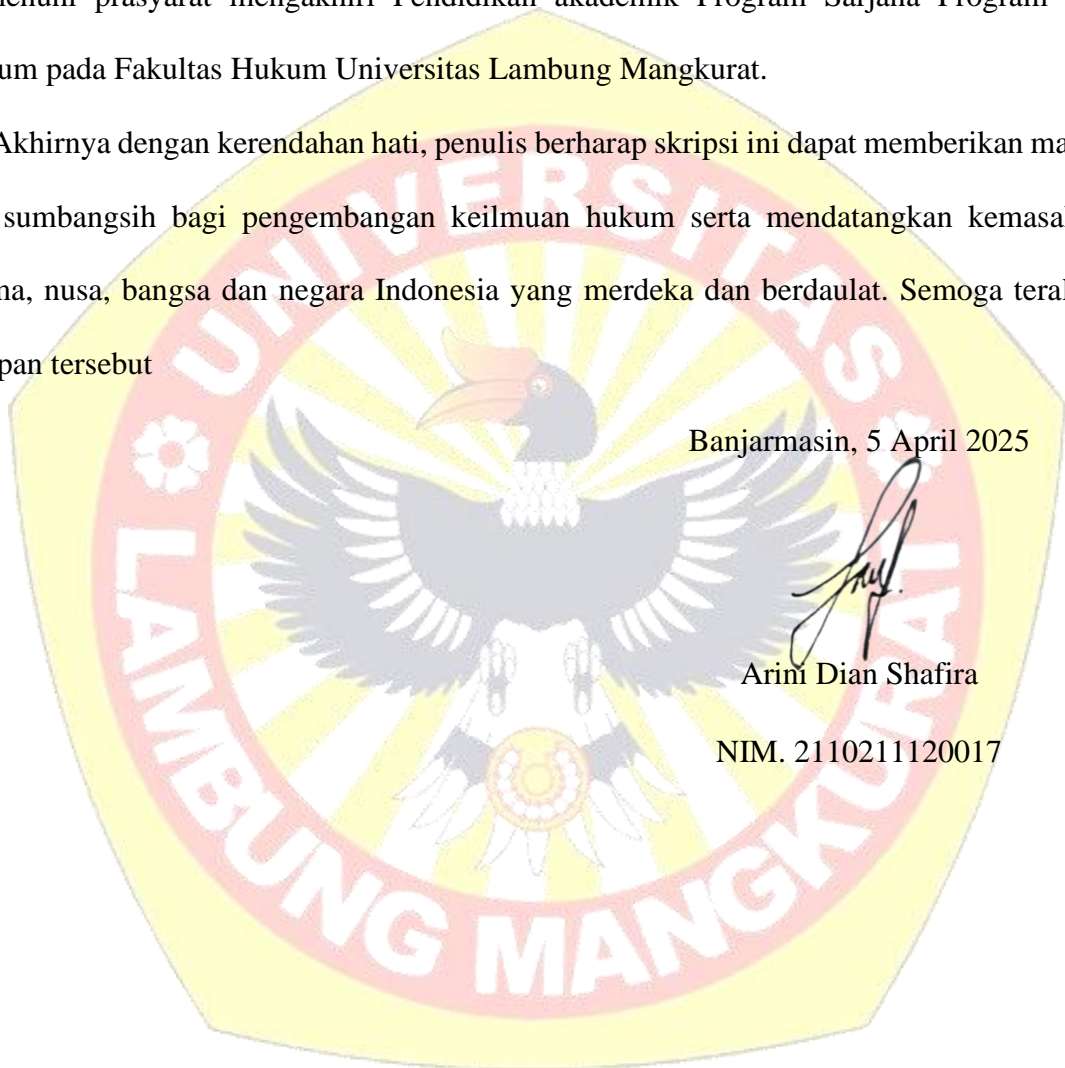 prasyarat mengakhiri Pendidikan akademik Program Sarjana Program
um pada Fakultas Hukum Universitas Lambung Mangkurat.
Akhirnya dengan kerendahan hati, penulis berharap skripsi ini dapat memberikan ma
sumbangsih bagi pengembangan keilmuan hukum serta mendatangkan kemasal
ma, nusa, bangsa dan negara Indonesia yang merdeka dan berdaulat. Semoga teral
pan tersebut
Banjarmasin, 5 April 2025
Arini Dian Shafira
NIM. 2110211120017
UNIVERSITAS
LAMBUNG MANGKURAT